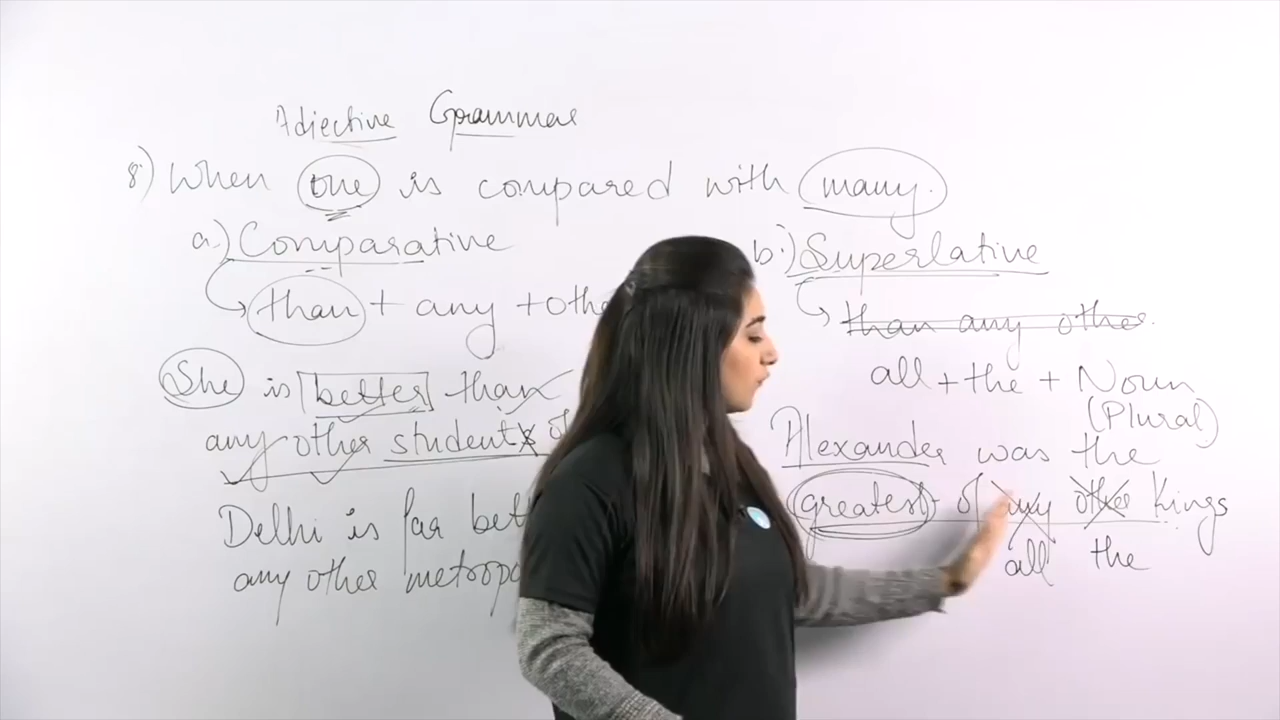 Adjective Grammar
8.) When one is compared with many.
a.) Comparative
than + any + othe
She is better than
any other students of
Delhi is far bett
any other metropo
b.) Superlative
than any other.
all + the + Noun
(Plural)
Alexander was the
greatest of any other Kings
all the